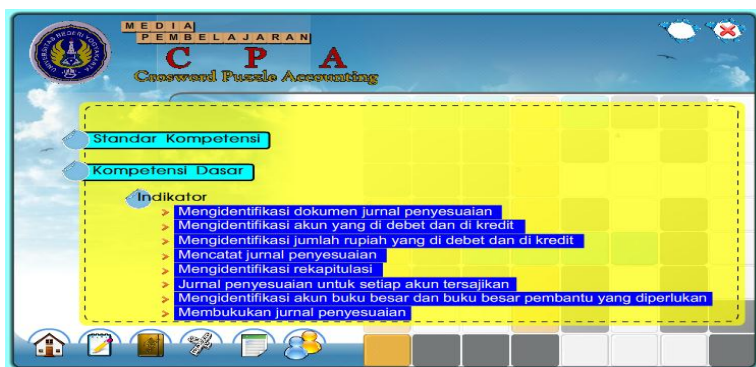 MEDIA
PEMBELAJARAN
C P A
Crossword Puzzle Accounting
Standar Kompetensi
Kompetensi Dasar
Indikator
Mengidentifikasi dokumen jurnal penyesuaian
Mengidentifikasi akun yang di debet dan di kredit
Mengidentifikasi jumlah rupiah yang di debet dan di kredit
Mencatat jurnal penyesuaian
Mengidentifikasi rekapitulasi
Jurnal penyesuaian untuk setiap akun tersajikan
Mengidentifikasi akun buku besar dan buku besar pembantu yang diperlukan
Membukukan jurnal penyesuaian